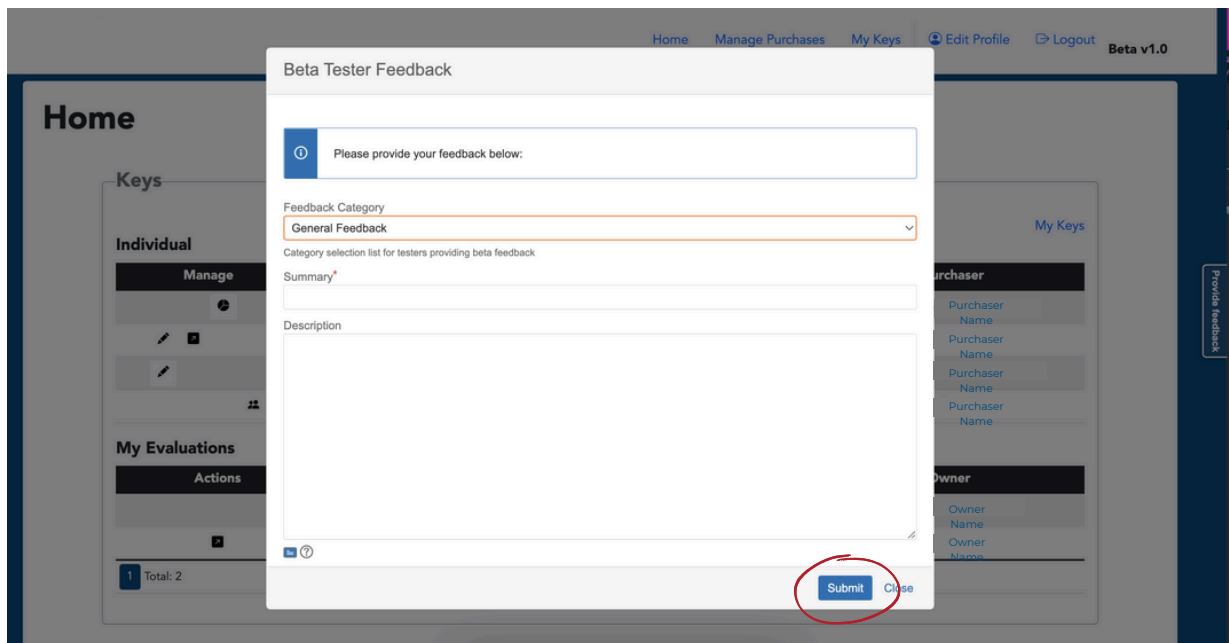 Home Manage Purchases My Keys Edit Profile Logout Beta v1.0
Beta Tester Feedback
Home
Please provide your feedback below:
Keys
Feedback Category
General Feedback
My Keys
Category selection list for testers providing beta feedback
Individual
Summary*
Manage urchaser
Provide feedback
Purchaser
Name
Description
Purchaser
Name
Purchaser
Name
Purchaser
Name
My Evaluations
Actions Owner
Owner
Name
Owner
Name
1 Total: 2
Submit Close